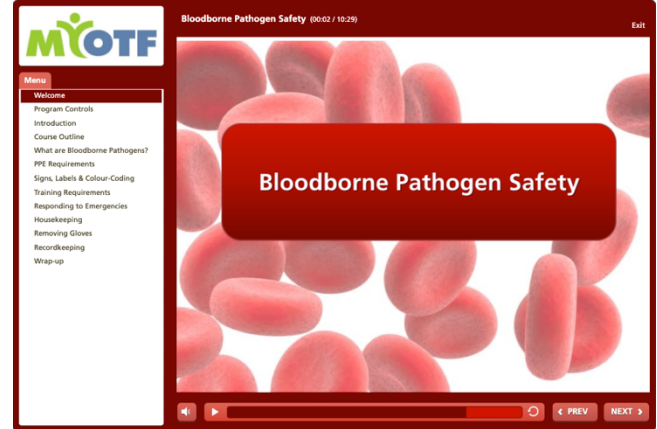 MYOTF
Bloodborne Pathogen Safety (00:02 / 10:29)
Exit
Menu
Welcome
Program Controls
Introduction
Course Outline
What are Bloodborne Pathogens?
PPE Requirements
Signs, Labels & Colour-Coding
Training Requirements
Responding to Emergencies
Housekeeping
Removing Gloves
Recordkeeping
Wrap-up
Bloodborne Pathogen Safety
PREV
NEXT